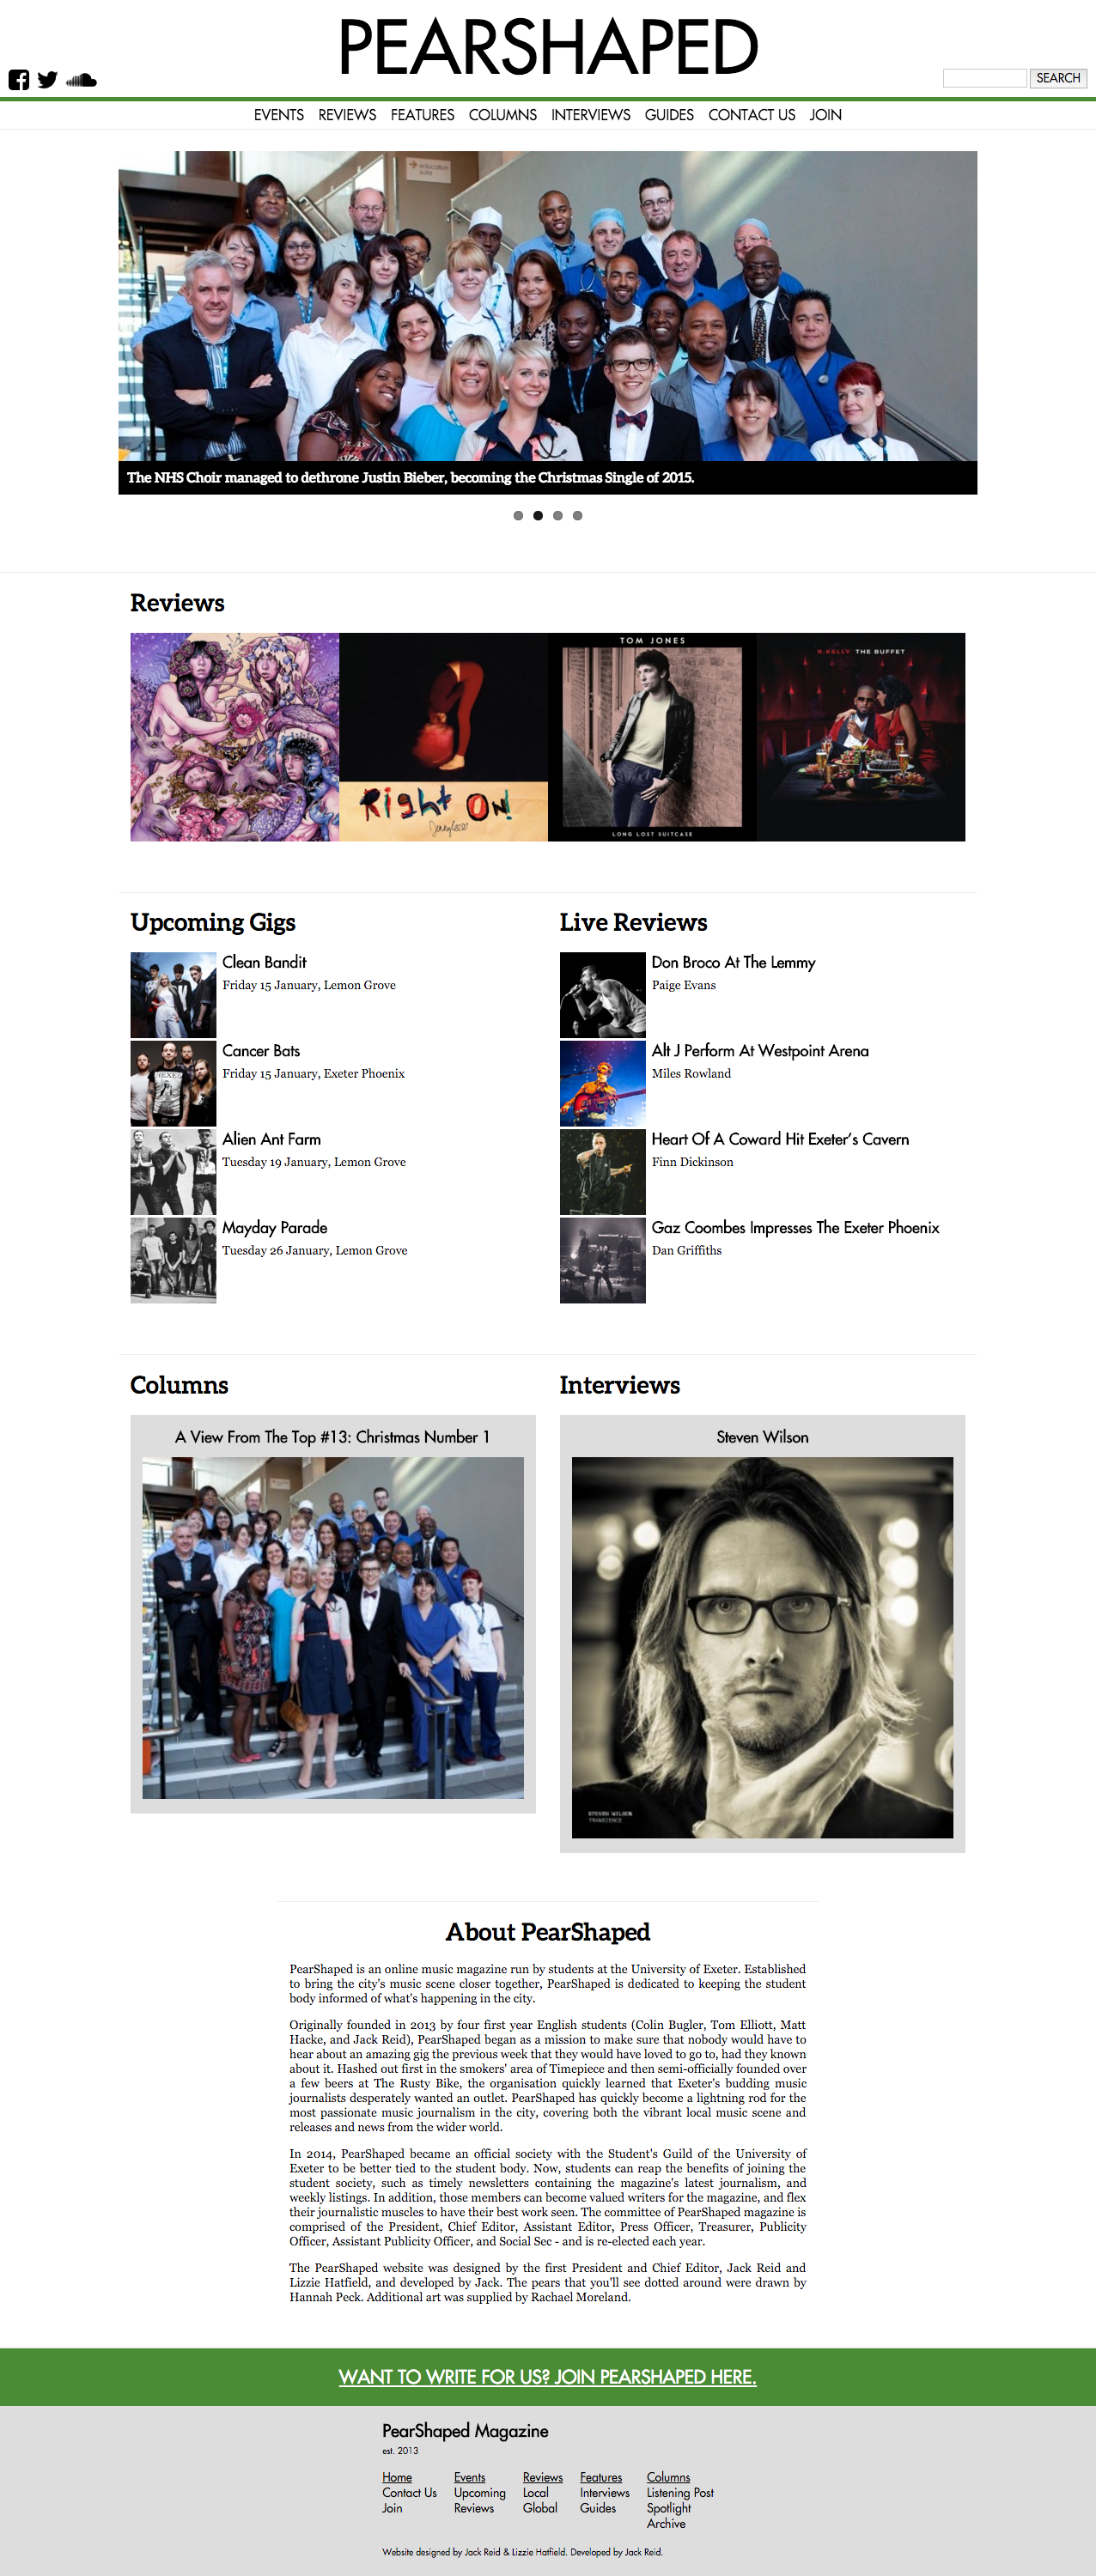 PEARSHAPED
SEARCH
EVENTS REVIEWS FEATURES COLUMNS INTERVIEWS GUIDES CONTACT US JOIN
education
suite
The NHS Choir managed to dethrone Justin Bieber, becoming the Christmas Single of 2015.
Reviews
Right On!
TOM JONES
LONG LOST SUITCASE
R.KELLY THE BUFFET
Upcoming Gigs
Clean Bandit
Friday 15 January, Lemon Grove
Cancer Bats
Friday 15 January, Exeter Phoenix
Alien Ant Farm
Tuesday 19 January, Lemon Grove
Mayday Parade
Tuesday 26 January, Lemon Grove
Live Reviews
Don Broco At The Lemmy
Paige Evans
Alt J Perform At Westpoint Arena
Miles Rowland
Heart Of A Coward Hit Exeter's Cavern
Finn Dickinson
Gaz Coombes Impresses The Exeter Phoenix
Dan Griffiths
Columns
A View From The Top #13: Christmas Number 1
Interviews
Steven Wilson
STEVEN WILSON
TRANSIENCE
About PearShaped
PearShaped is an online music magazine run by students at the University of Exeter. Established
to bring the city's music scene closer together, PearShaped is dedicated to keeping the student
body informed of what's happening in the city.
Originally founded in 2013 by four first year English students (Colin Bugler, Tom Elliott, Matt
Hacke, and Jack Reid), PearShaped began as a mission to make sure that nobody would have to
hear about an amazing gig the previous week that they would have loved to go to, had they known
about it. Hashed out first in the smokers' area of Timepiece and then semi-officially founded over
a few beers at The Rusty Bike, the organisation quickly learned that Exeter's budding music
journalists desperately wanted an outlet. PearShaped has quickly become a lightning rod for the
most passionate music journalism in the city, covering both the vibrant local music scene and
releases and news from the wider world.
In 2014, PearShaped became an official society with the Student's Guild of the University of
Exeter to be better tied to the student body. Now, students can reap the benefits of joining the
student society, such as timely newsletters containing the magazine's latest journalism, and
weekly listings. In addition, those members can become valued writers for the magazine, and flex
their journalistic muscles to have their best work seen. The committee of PearShaped magazine is
comprised of the President, Chief Editor, Assistant Editor, Press Officer, Treasurer, Publicity
Officer, Assistant Publicity Officer, and Social Sec - and is re-elected each year.
The PearShaped website was designed by the first President and Chief Editor, Jack Reid and
Lizzie Hatfield, and developed by Jack. The pears that you'll see dotted around were drawn by
Hannah Peck. Additional art was supplied by Rachael Moreland.
WANT TO WRITE FOR US? JOIN PEARSHAPED HERE.
PearShaped Magazine
est. 2013
Home Events Reviews Features Columns
Contact Us Upcoming Local Interviews Listening Post
Join Reviews Global Guides Spotlight
Archive
Website designed by Jack Reid & Lizzie Hatfield. Developed by Jack Reid.